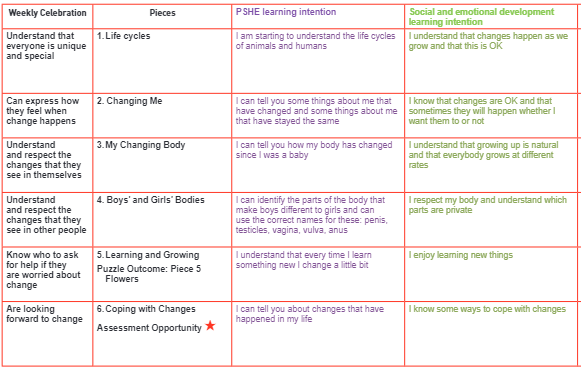 Weekly Celebration
Pieces
PSHE learning intention
Social and emotional development
learning intention
Understand that
everyone is unique
and special
1. Life cycles
I am starting to understand the life cycles
of animals and humans
I understand that changes happen as we
grow and that this is OK
Can express how
they feel when
change happens
2. Changing Me
I can tell you some things about me that
have changed and some things about me
that have stayed the same
I know that changes are OK and that
sometimes they will happen whether I
want them to or not
Understand
and respect the
changes that they
see in themselves
3. My Changing Body
I can tell you how my body has changed
since I was a baby
I understand that growing up is natural
and that everybody grows at different
rates
Understand
and respect the
changes that they
see in other people
4. Boys' and Girls' Bodies
I can identify the parts of the body that
make boys different to girls and can
use the correct names for these: penis,
testicles, vagina, vulva, anus
I respect my body and understand which
parts are private
Know who to ask
for help if they
are worried about
change
5. Learning and Growing
Puzzle Outcome: Piece 5
Flowers
I understand that every time I learn
something new I change a little bit
I enjoy learning new things
Are looking
forward to change
6. Coping with Changes
Assessment Opportunity ★
I can tell you about changes that have
happened in my life
I know some ways to cope with changes